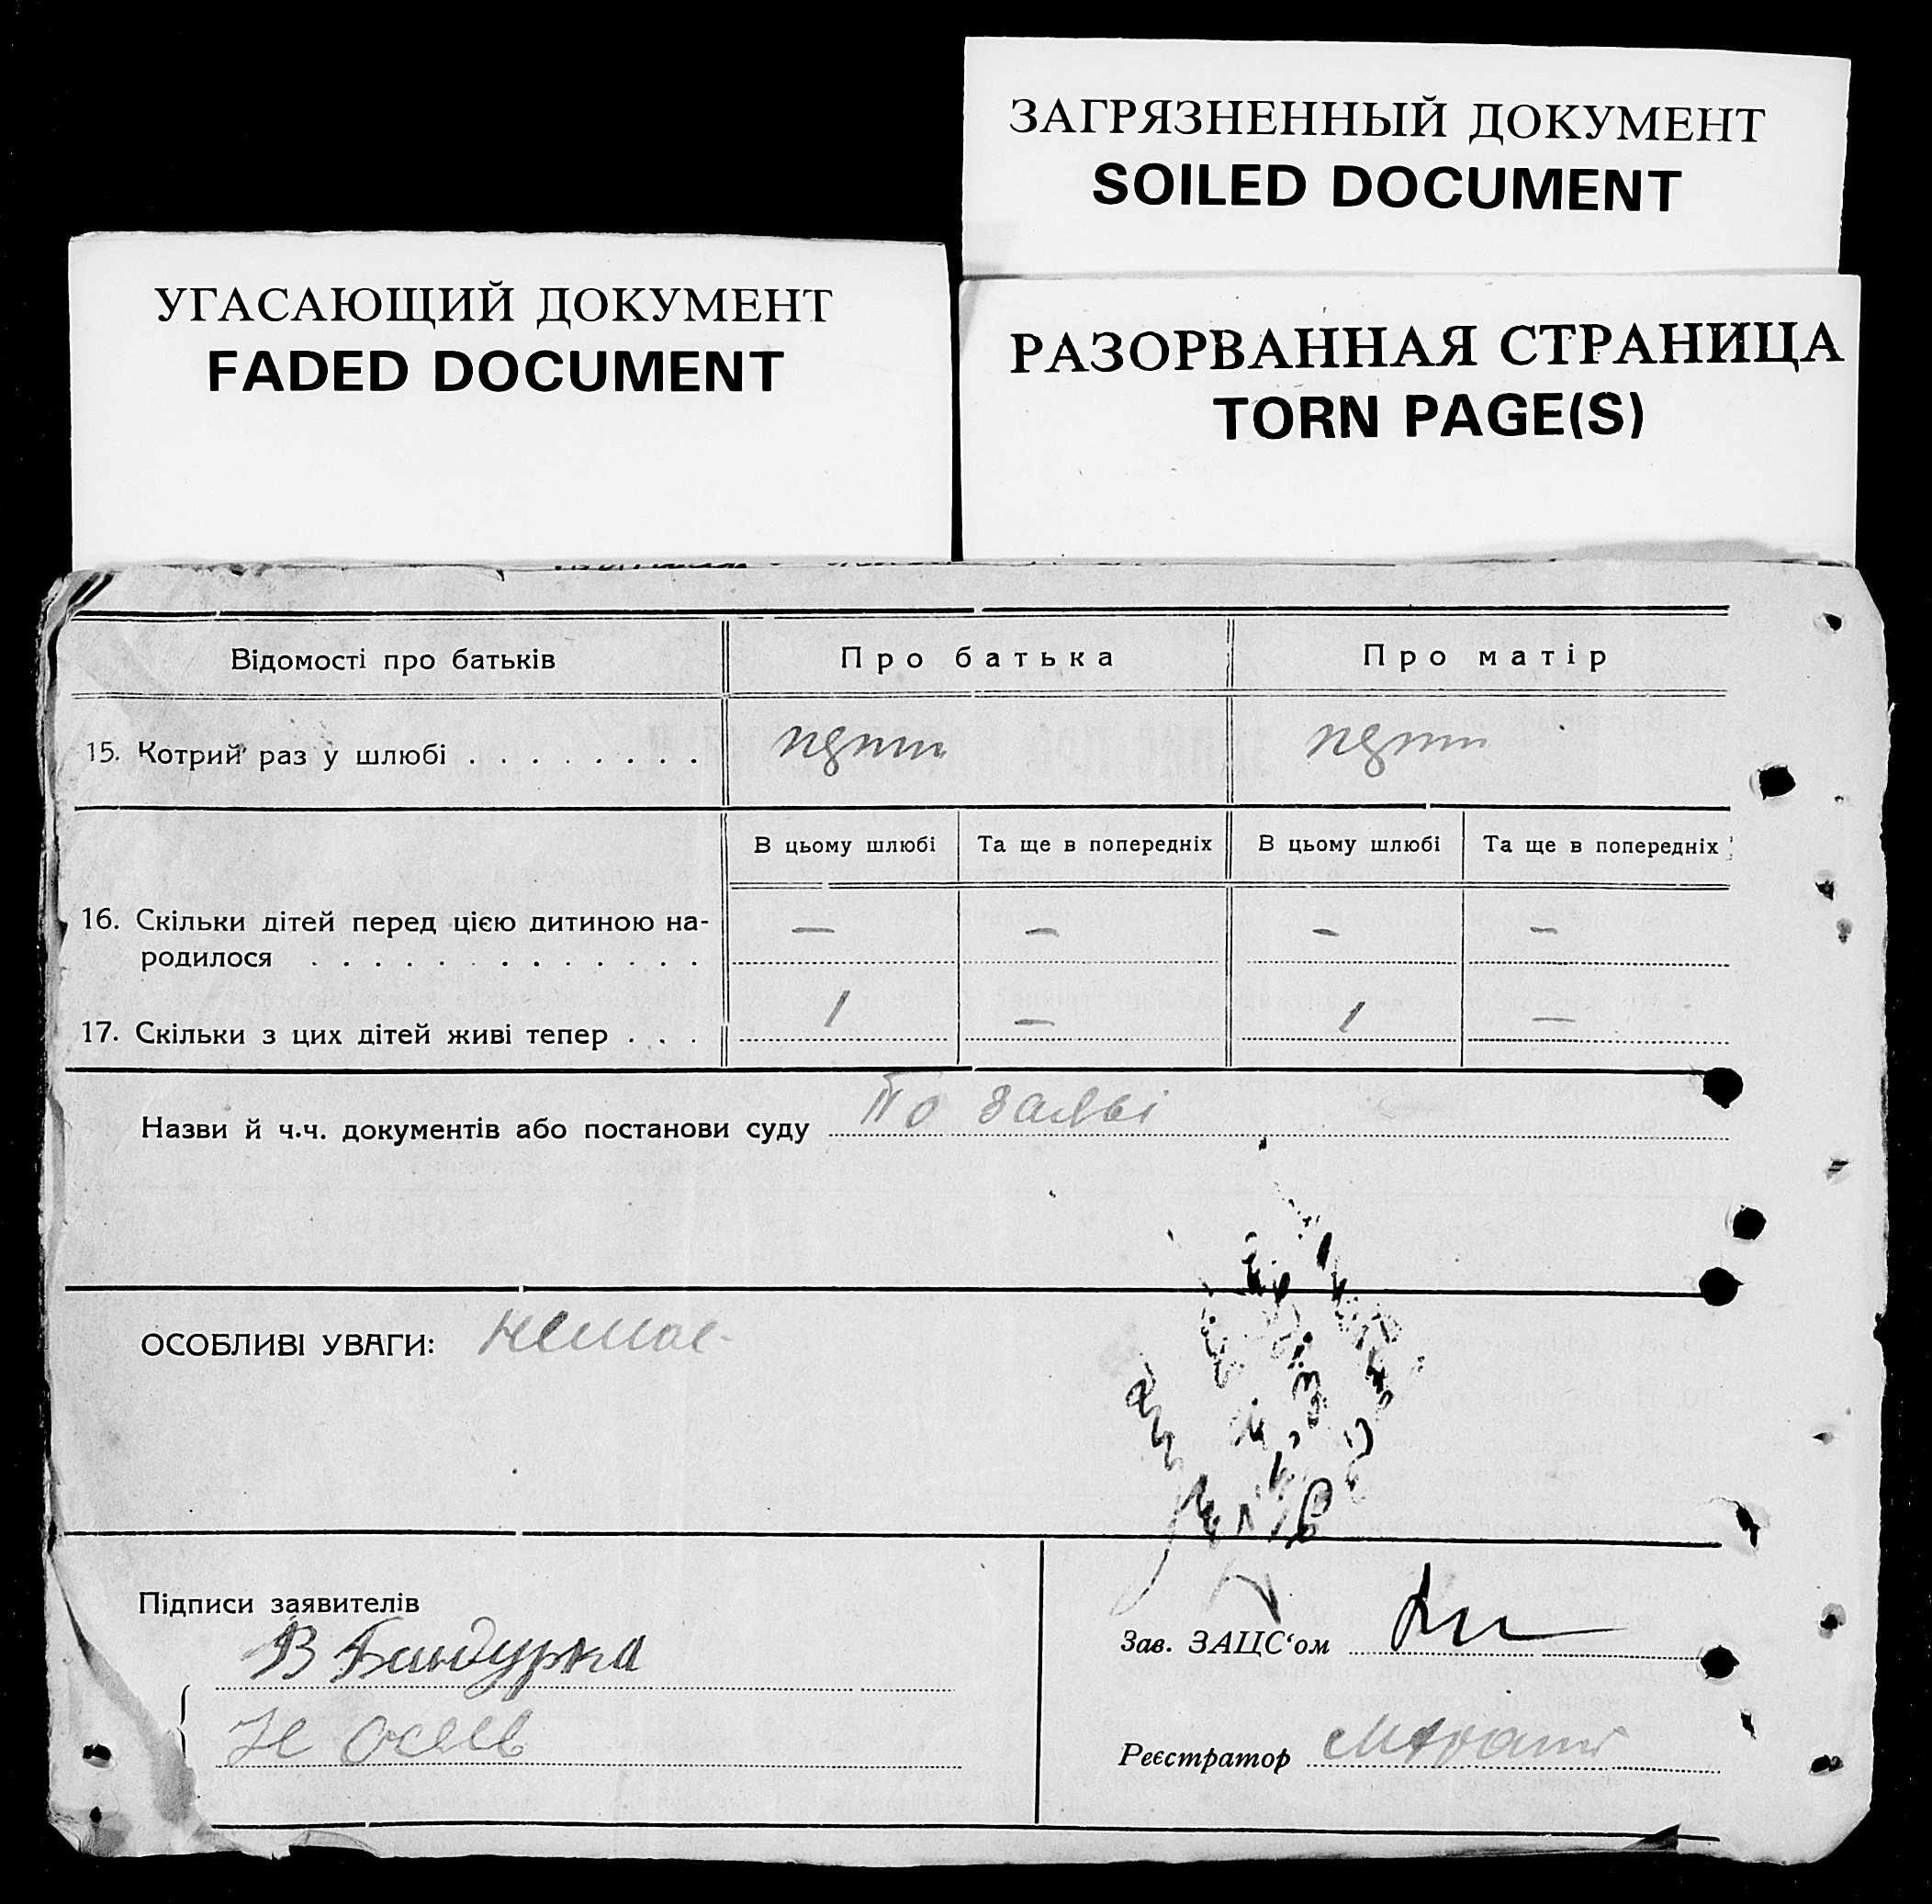 ЗАГРЯЗНЕННЫЙ ДОКУМЕНТ
SOILED DOCUMENT
УГАСАЮЩИЙ ДОКУМЕНТ
FADED DOCUMENT
РАЗОРВАННАЯ СТРАНИЦА
TORN PAGE(S)
Відомості про батьків Про батька Про матір
15. Котрий раз у шлюбі . . . . . . . .
В цьому шлюбі Та ще в попередніх В цьому шлюбі Та ще в попередніх
16. Скільки дітей перед цією дитиною на- — — — —
родилося . . . . . . . . . . . . .
17. Скільки з цих дітей живі тепер . . . 1 — 1 —
Назви й ч.ч. документів або постанови суду По заяві
ОСОБЛИВІ УВАГИ: немає
Підписи заявителів
В Бандурка
Зав. ЗАЦС‘ом
Реєстратор